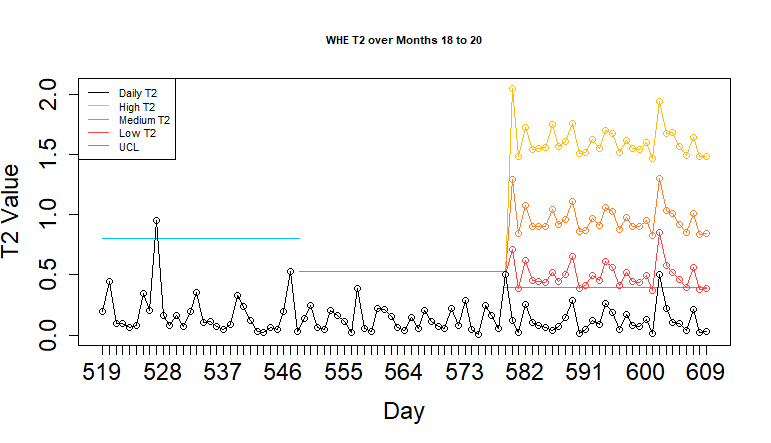 WHE T2 over Months 18 to 20
Daily T2
High T2
Medium T2
Low T2
UCL
T2 Value
0.0 0.5 1.0 1.5 2.0
519 528 537 546 555 564 573 582 591 600 609
Day